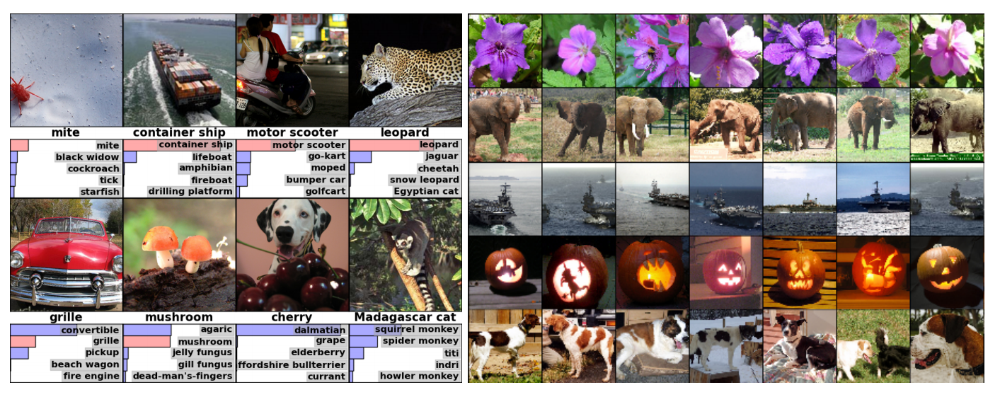 mite
mite
black widow
cockroach
tick
starfish
container ship
container ship
lifeboat
amphibian
fireboat
drilling platform
motor scooter
motor scooter
go-kart
moped
bumper car
golfcart
leopard
leopard
jaguar
cheetah
snow leopard
Egyptian cat
grille
convertible
grille
pickup
beach wagon
fire engine
mushroom
agaric
mushroom
jelly fungus
gill fungus
dead-man's-fingers
cherry
dalmatian
grape
elderberry
ffordshire bullterrier
currant
Madagascar cat
squirrel monkey
spider monkey
titi
indri
howler monkey